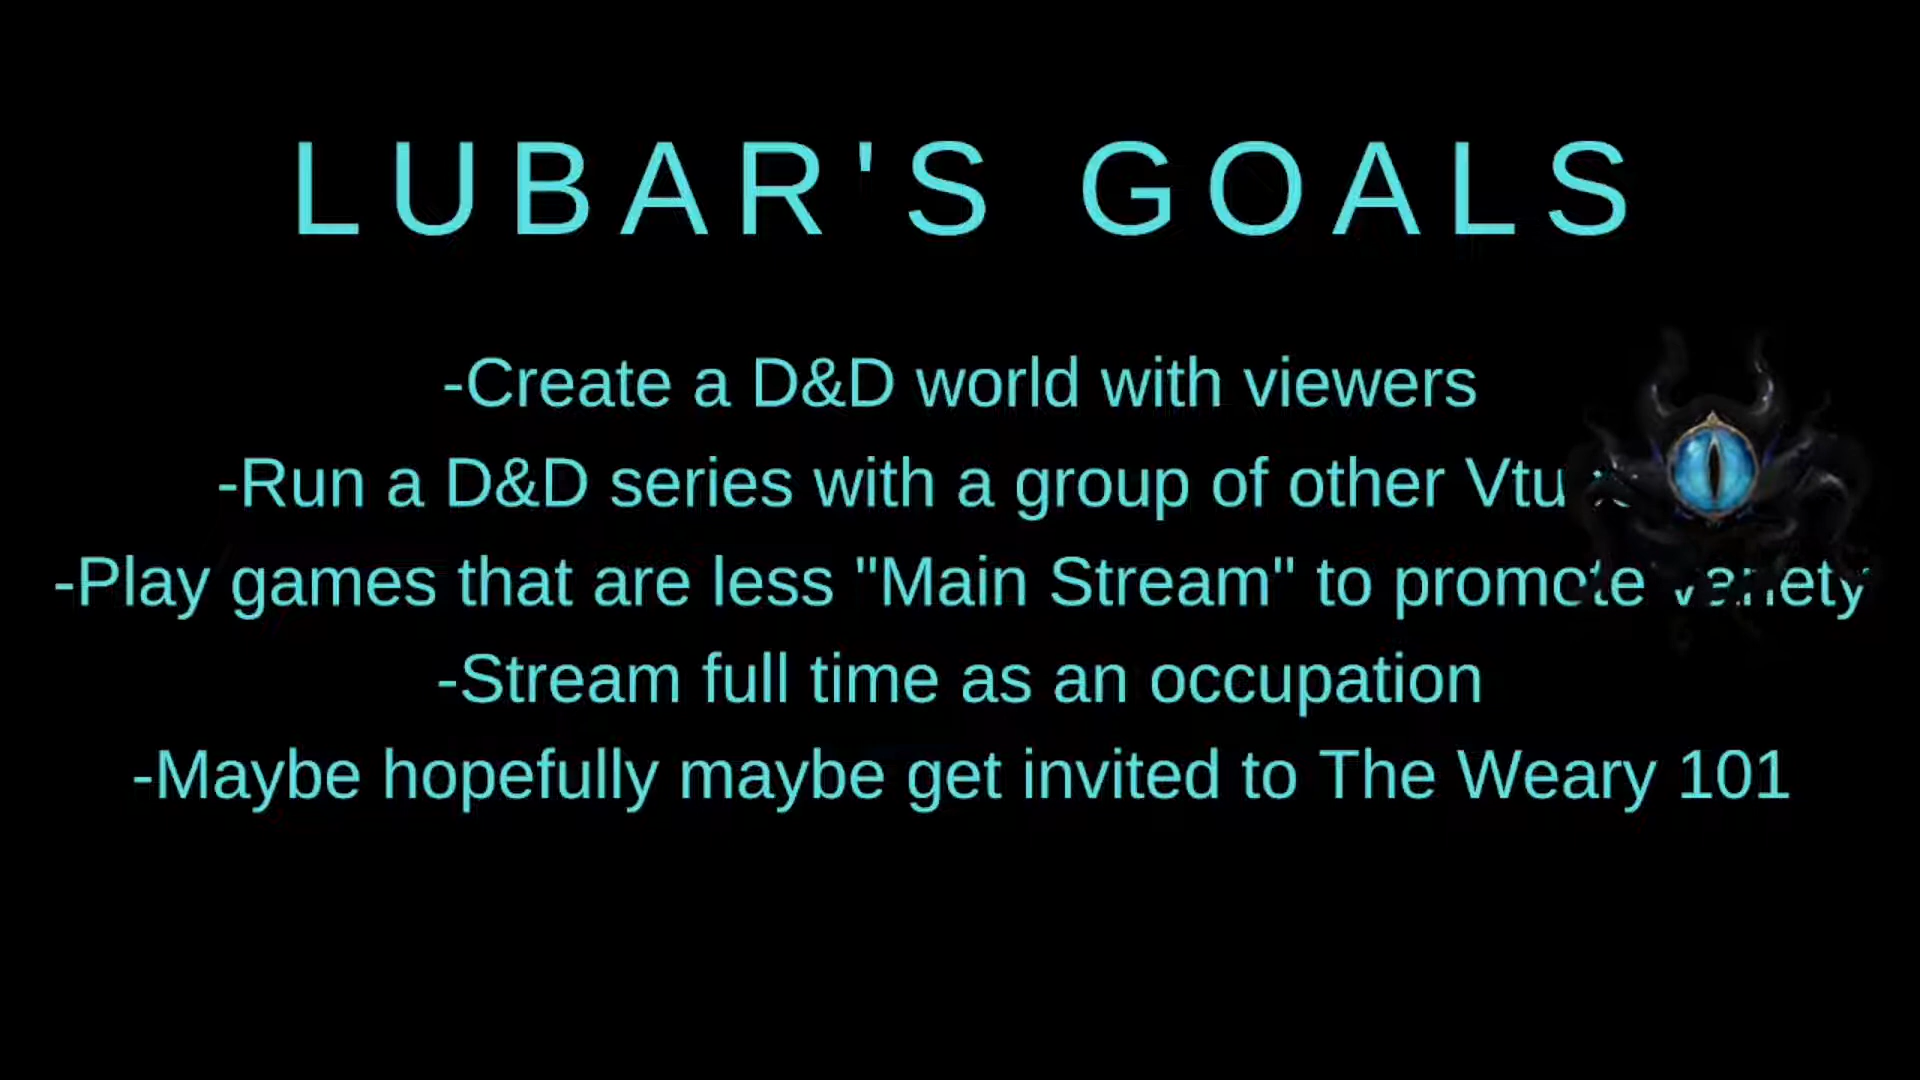 LUBAR'S GOALS
-Create a D&D world with viewers
-Run a D&D series with a group of other
-Play games that are less "Main Stream" to promote variety
-Stream full time as an occupation
-Maybe hopefully maybe get invited to The Weary 101